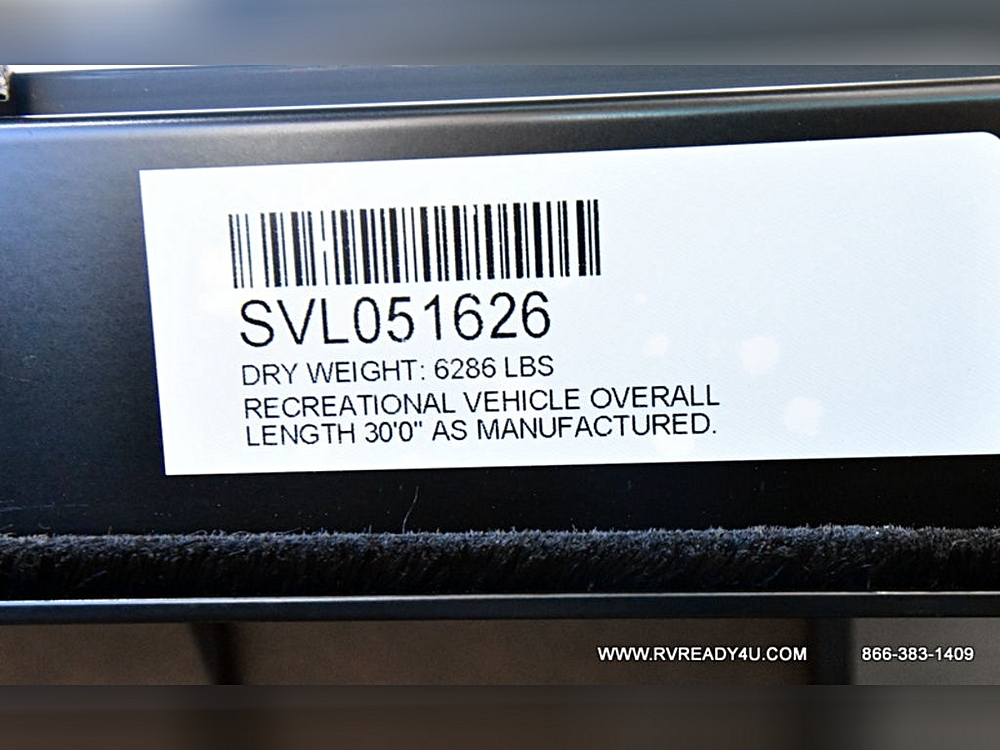 SVL051626
DRY WEIGHT: 6286 LBS
RECREATIONAL VEHICLE OVERALL
LENGTH 30'0" AS MANUFACTURED.
WWW.RVREADY4U.COM 866-383-1409